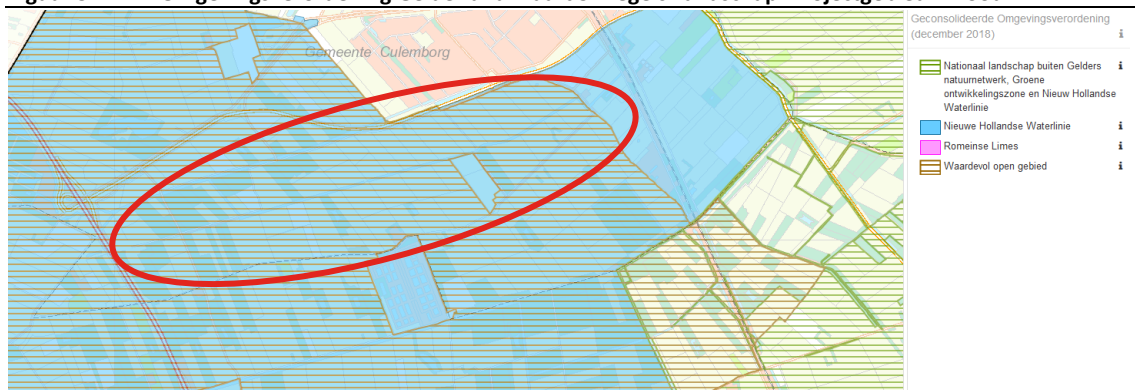 Gemeente Culemborg
Geconsolideerde Omgevingsverordening
(december 2018)
Nationaal landschap buiten Gelders
natuurnetwerk, Groene
ontwikkelingszone en Nieuw Hollandse
Waterlinie
Nieuwe Hollandse Waterlinie
Romeinse Limes
Waardevol open gebied